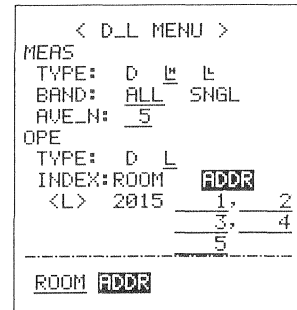 < D_L MENU >
MEAS
TYPE: D LM L
BAND: ALL SNGL
AVE_N: 5
OPE
TYPE: D L
INDEX:ROOM ADDR
<L> 2015 1, 2
3, 4
5
ROOM ADDR